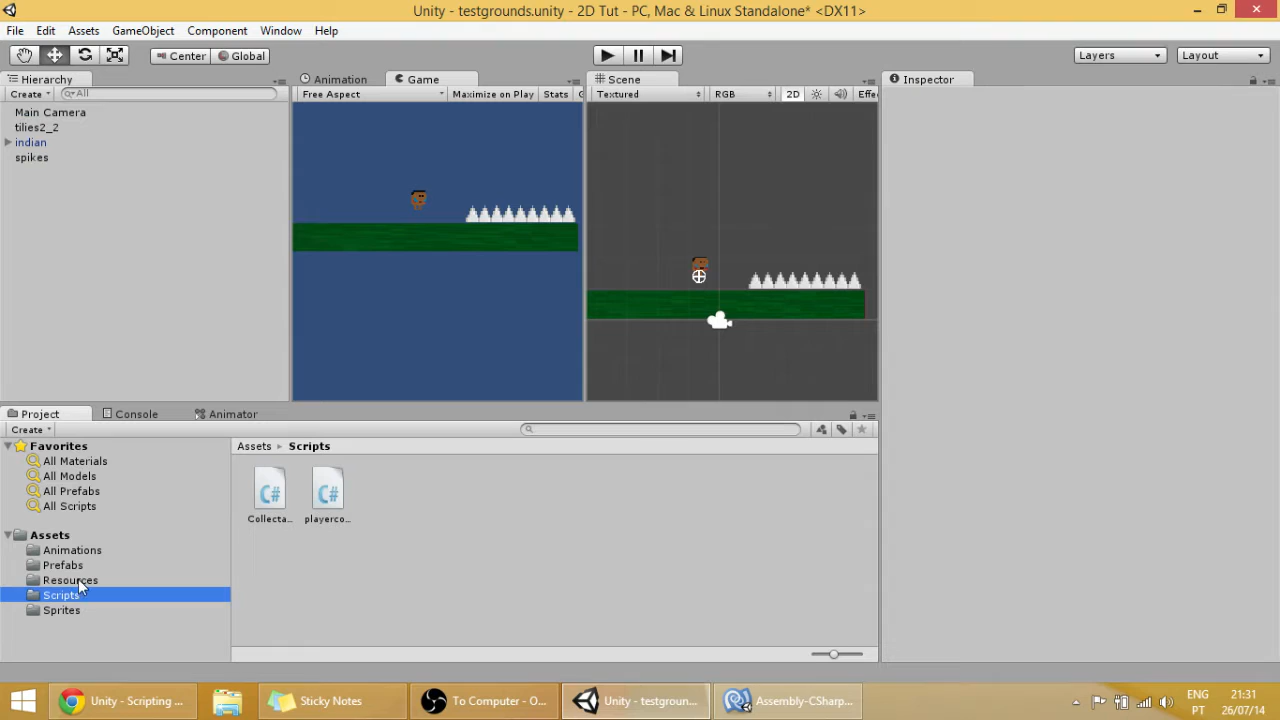 Unity - testgrounds.unity - 2D Tut - PC, Mac & Linux Standalone* <DX11>
File Edit Assets GameObject Component Window Help
Center Global Layers Layout
Hierarchy Animation Game Scene Inspector
Create All Free Aspect Maximize on Play Stats Textured RGB 2D
Main Camera
tilies2_2
indian
spikes
Project Console Animator
Create
Favorites Assets Scripts
All Materials
All Models
All Prefabs
All Scripts
Collecta... playerco...
Assets
Animations
Prefabs
Resources
Scripts
Sprites
Unity - Scripting ... Sticky Notes To Computer - O... Unity - testgroun... Assembly-CSharp...
ENG 21:31
PT 26/07/14